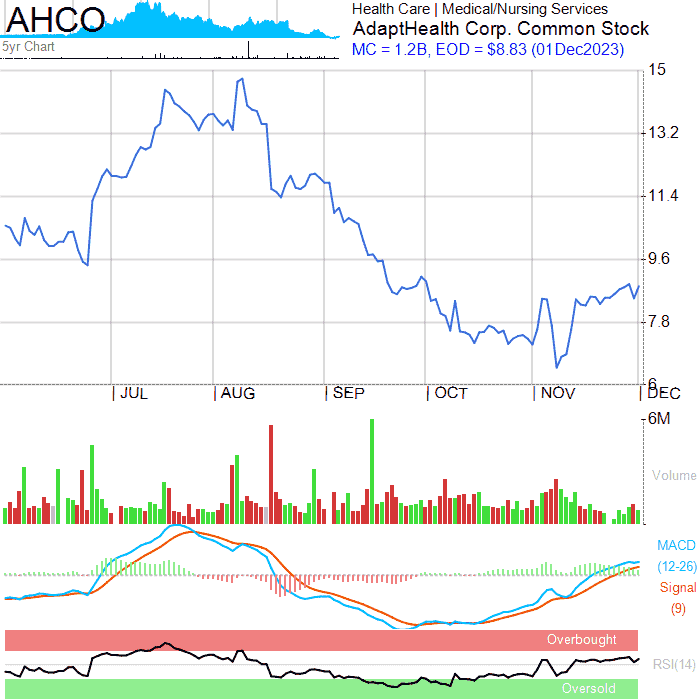 AHCO
Health Care | Medical/Nursing Services
AdaptHealth Corp. Common Stock
MC = 1.2B, EOD = $8.83 (01Dec2023)
5yr Chart
15
13.2
11.4
9.6
7.8
6
JUL
AUG
SEP
OCT
NOV
DEC
6M
Volume
MACD
(12-26)
Signal
(9)
Overbought
RSI(14)
Oversold